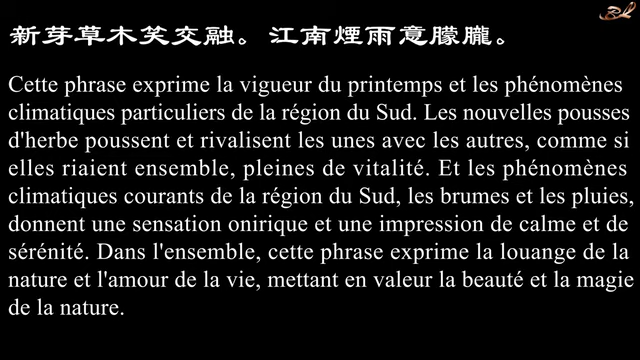 新芽草木笑交融。江南煙雨意朦朧。
Cette phrase exprime la vigueur du printemps et les phénomènes
climatiques particuliers de la région du Sud. Les nouvelles pousses
d'herbe poussent et rivalisent les unes avec les autres, comme si
elles riaient ensemble, pleines de vitalité. Et les phénomènes
climatiques courants de la région du Sud, les brumes et les pluies,
donnent une sensation onirique et une impression de calme et de
sérénité. Dans l'ensemble, cette phrase exprime la louange de la
nature et l'amour de la vie, mettant en valeur la beauté et la magie
de la nature.